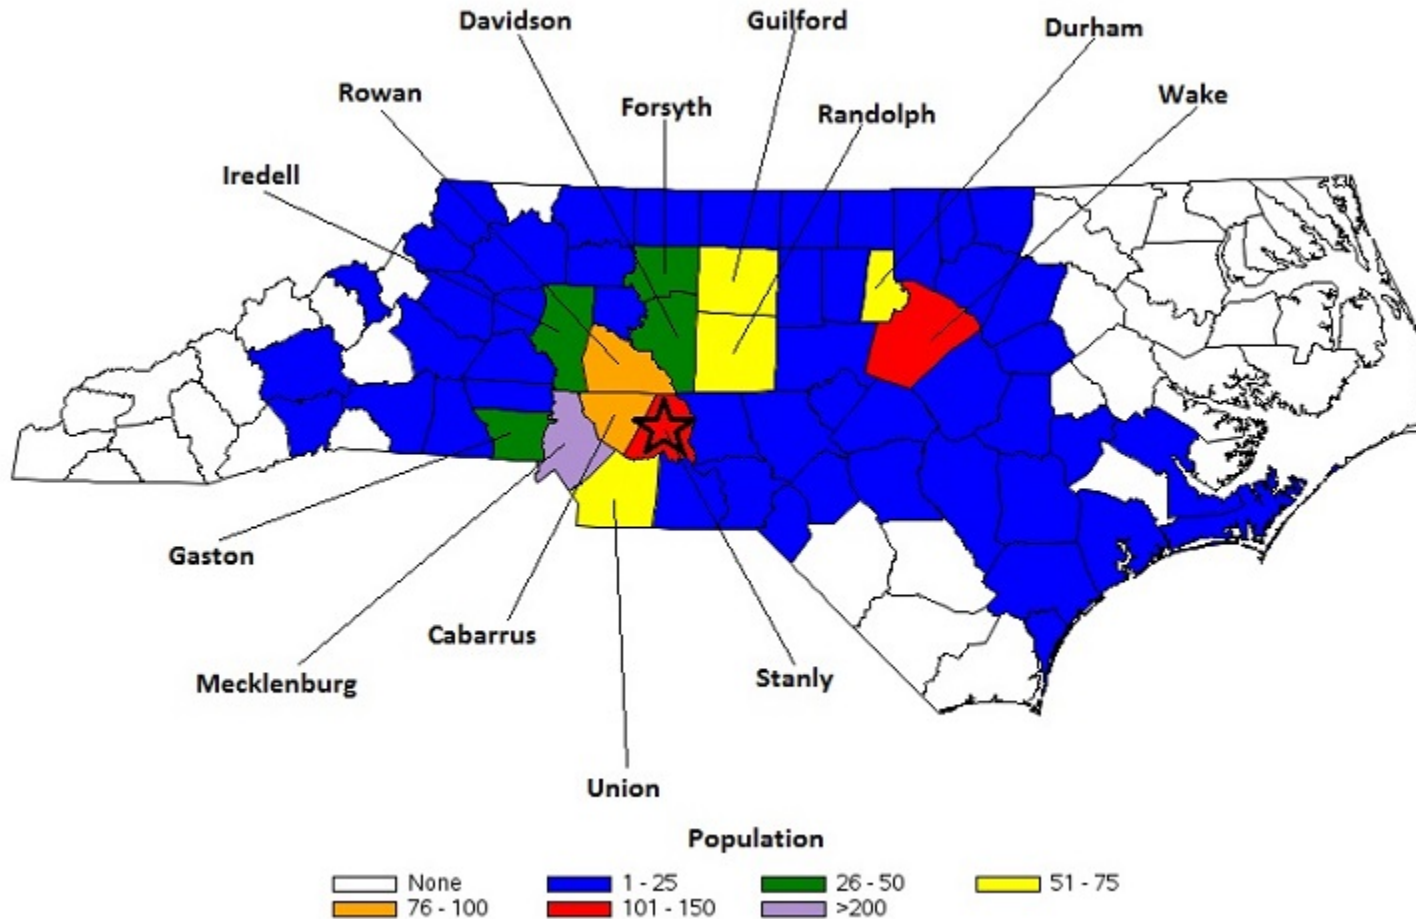 Davidson
Guilford
Durham
Rowan
Forsyth
Randolph
Wake
Iredell
Gaston
Cabarrus
Mecklenburg
Stanly
Union
Population
None
1 - 25
26 - 50
51 - 75
76 - 100
101 - 150
>200